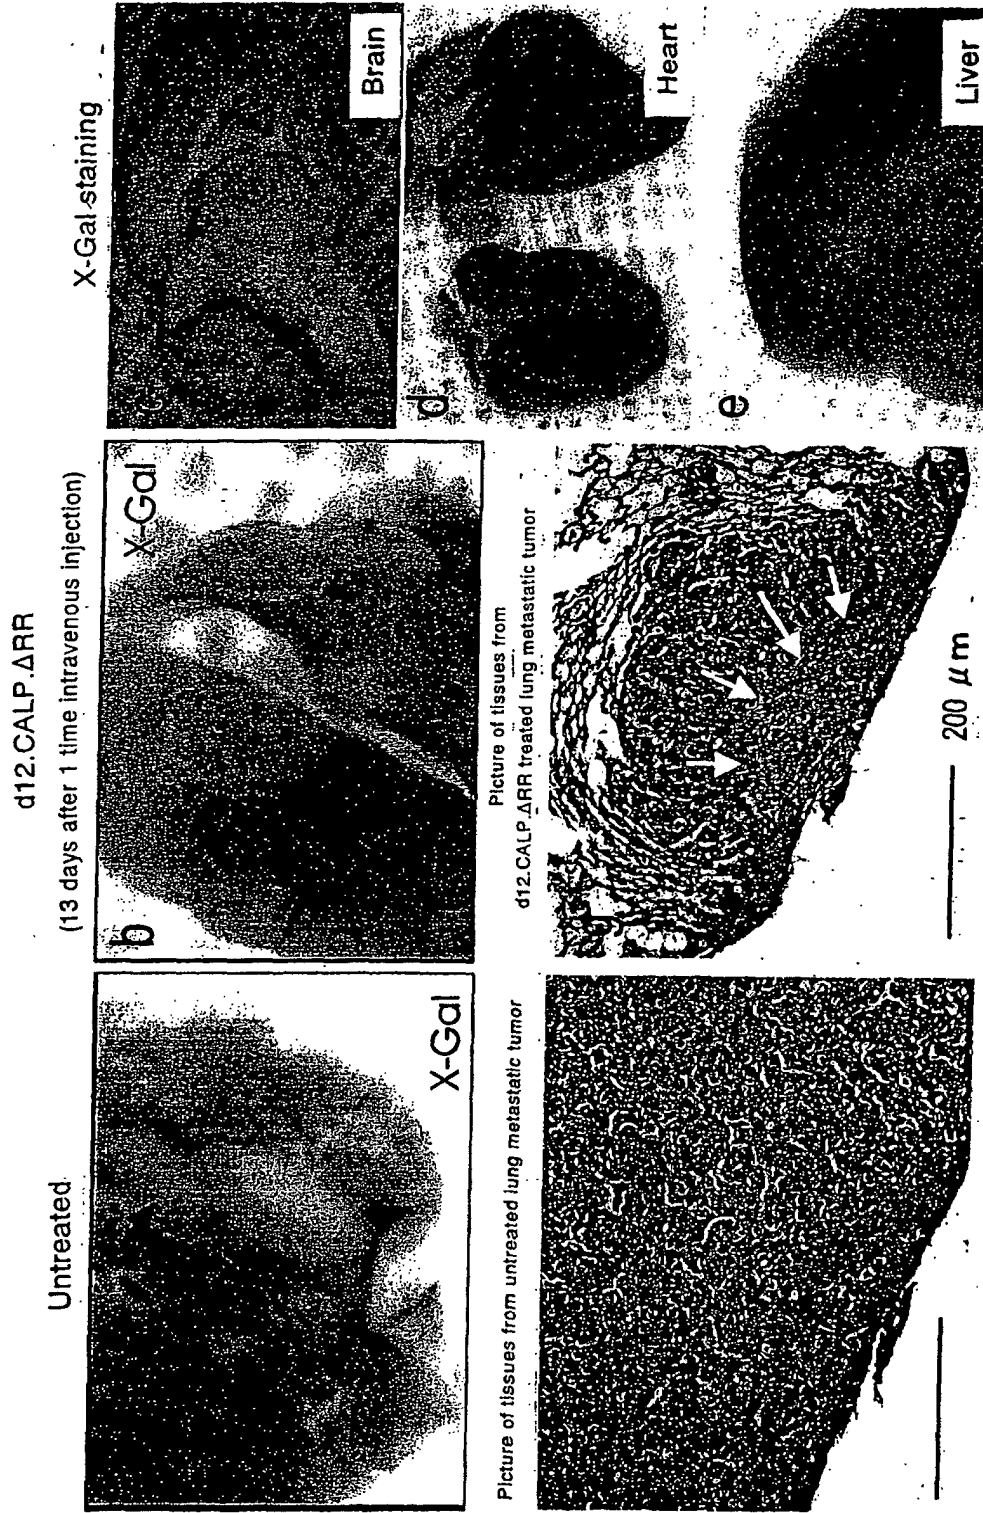 d12.CALP.ΔRR
(13 days after 1 time intravenous injection)
Untreated
X-Gal staining
X-Gal
b
X-Gal
c
Brain
d
Heart
e
Liver
Picture of tissues from untreated lung metastatic tumor
Picture of tissues from
d12.CALP.ΔRR treated lung metastatic tumor
200 μm